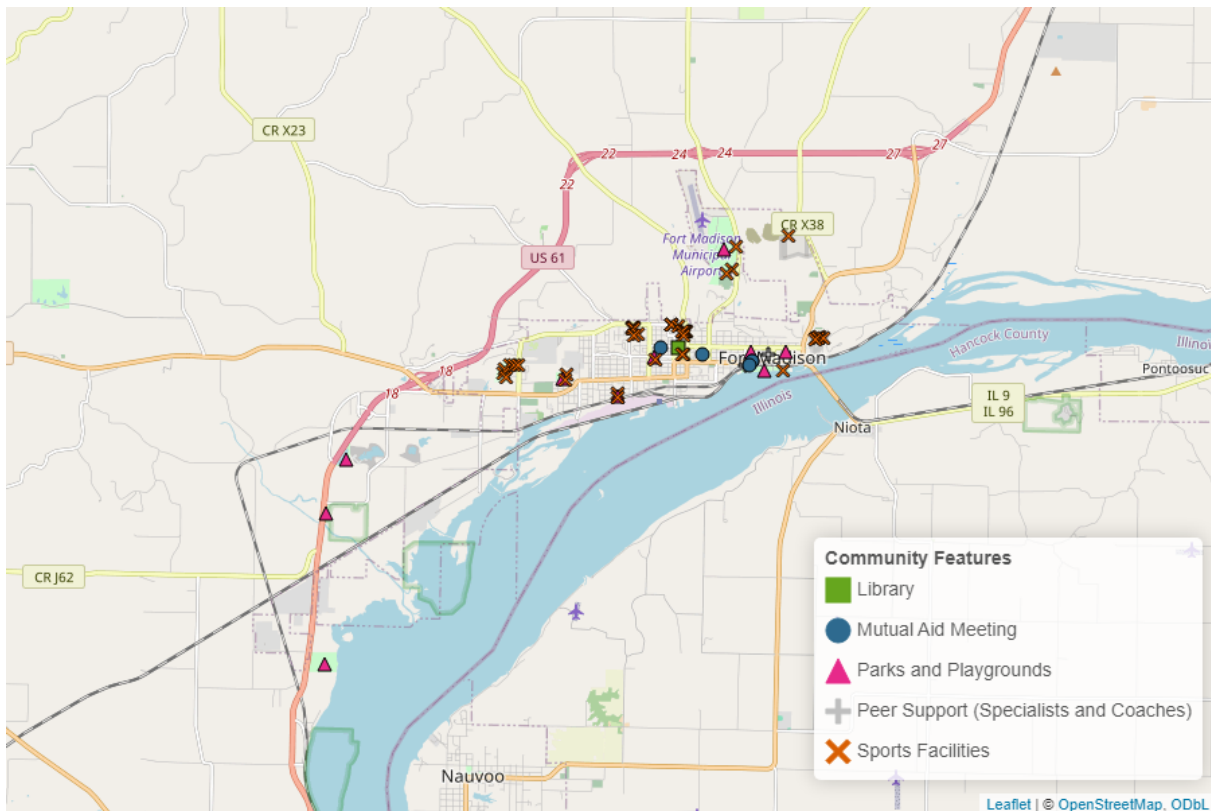 27
22
24
24
27
CR X23
22
CR X38
Fort Madison
Municipal
Airport
US 61
Hancock County
Illinois
Fort Madison
Pontoosuc
18
18
Illinois
IL 9
IL 96
Niota
CR J62
Community Features
Library
Mutual Aid Meeting
Parks and Playgrounds
Peer Support (Specialists and Coaches)
Sports Facilities
Nauvoo
Leaflet | © OpenStreetMap, ODbL